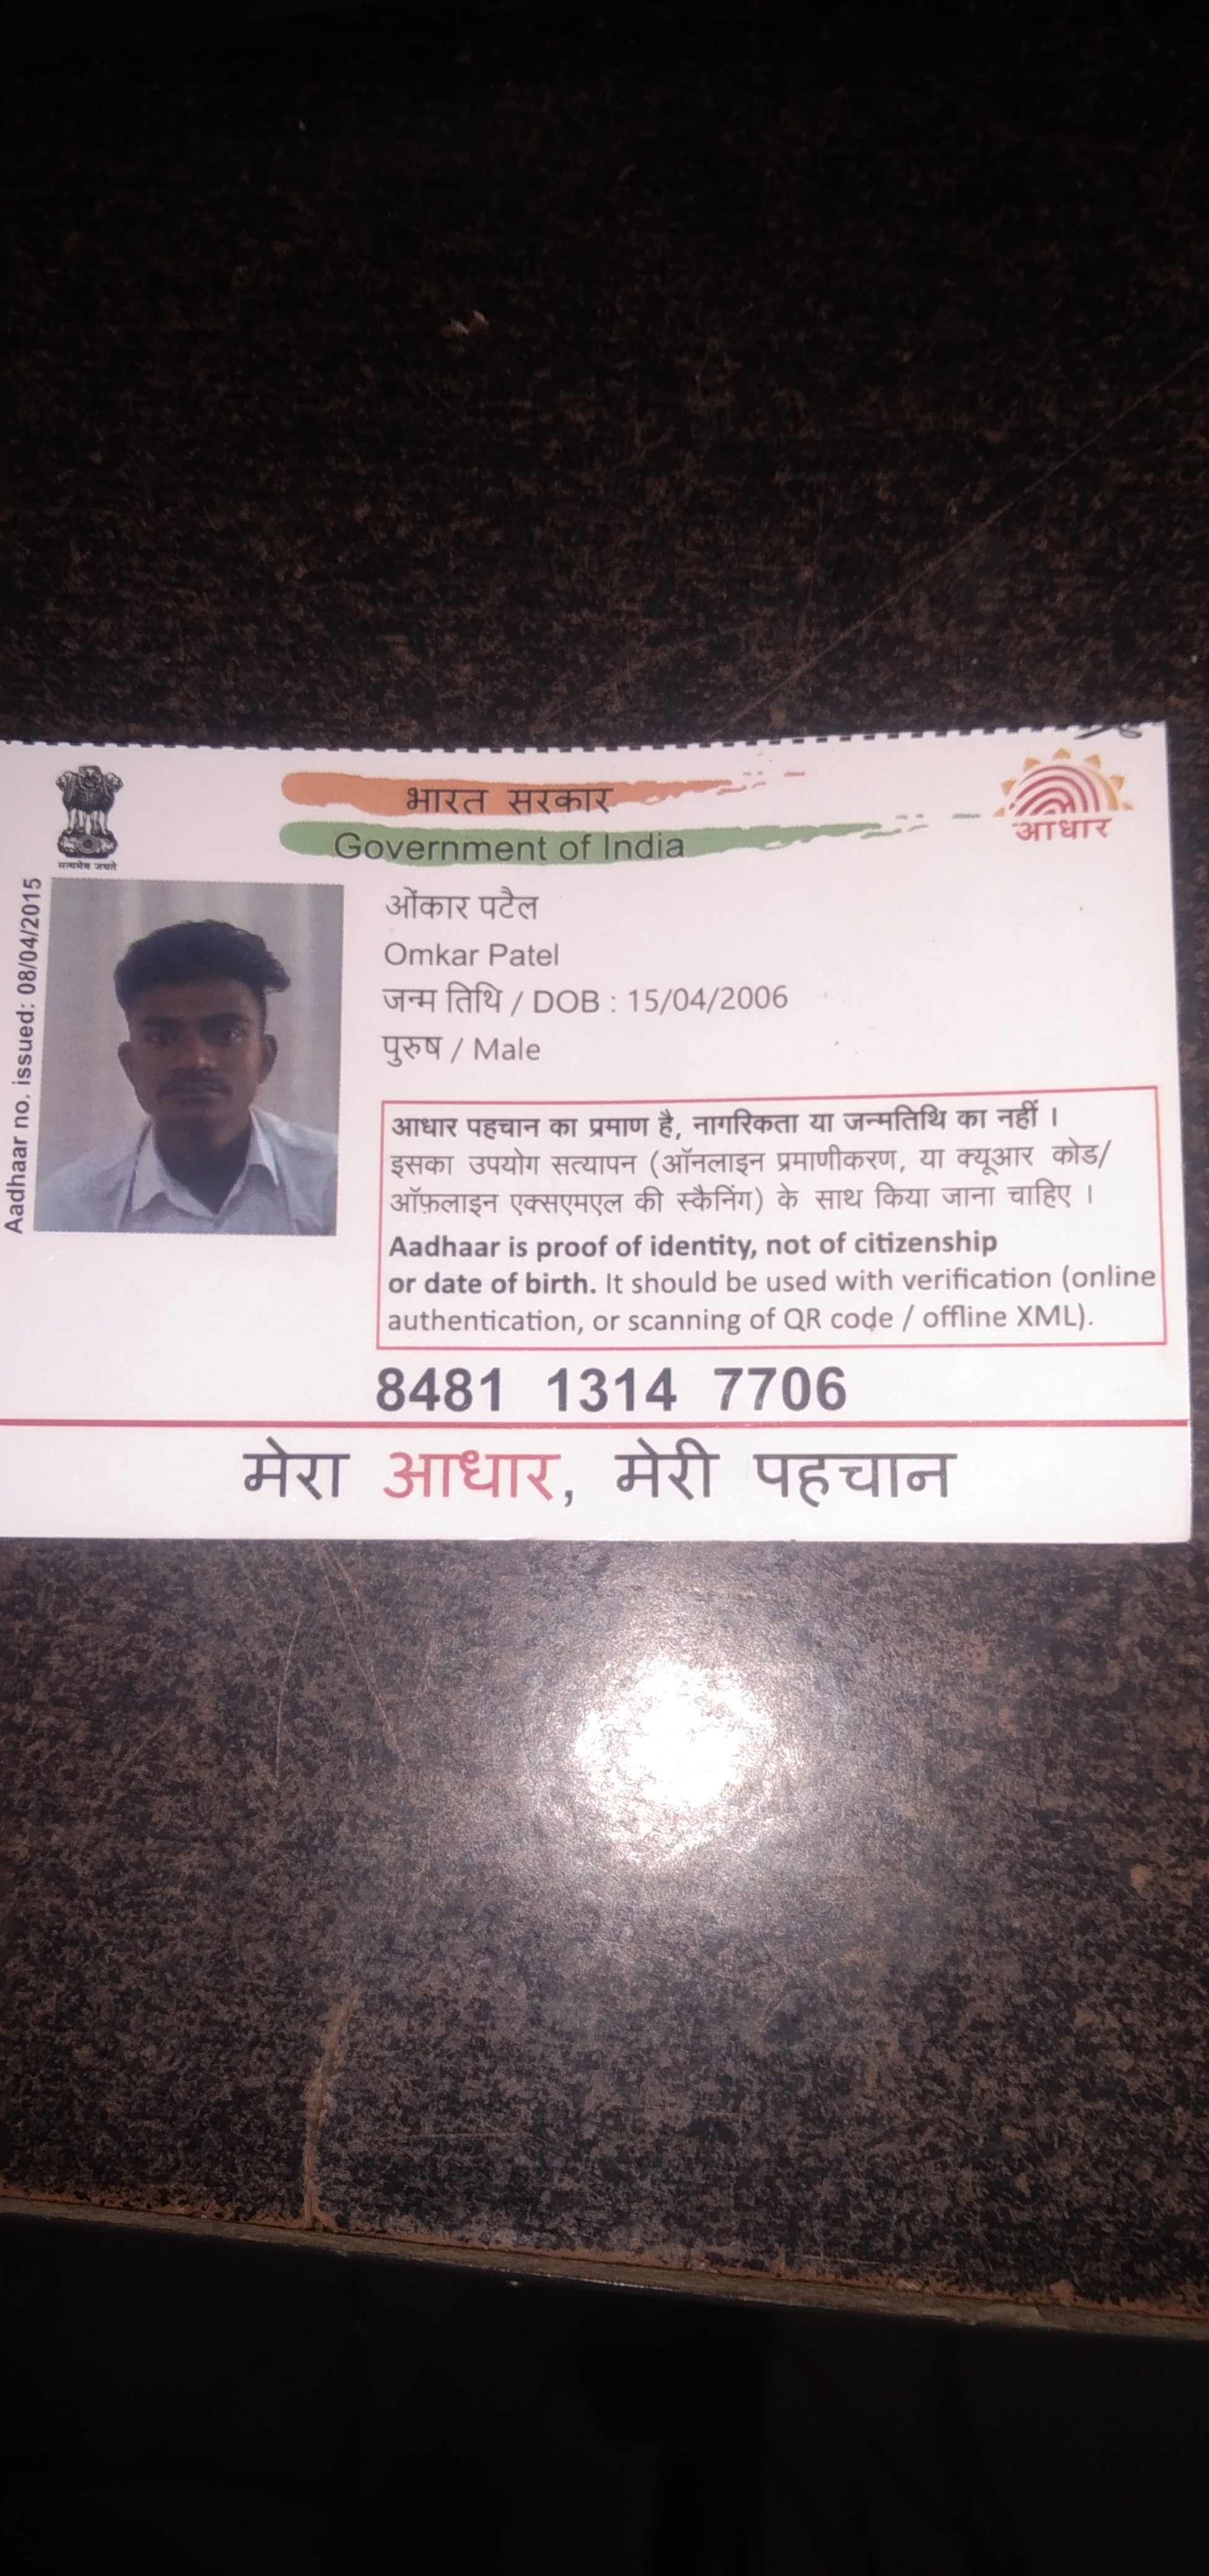 भारत सरकार
Government of India
सत्यमेव जयते
आधार
Aadhaar no. issued: 08/04/2015
ओंकार पटैल
Omkar Patel
जन्म तिथि / DOB : 15/04/2006
पुरुष / Male
आधार पहचान का प्रमाण है, नागरिकता या जन्मतिथि का नहीं ।
इसका उपयोग सत्यापन (ऑनलाइन प्रमाणीकरण, या क्यूआर कोड/
ऑफ़लाइन एक्सएमएल की स्कैनिंग) के साथ किया जाना चाहिए ।
Aadhaar is proof of identity, not of citizenship
or date of birth. It should be used with verification (online
authentication, or scanning of QR code / offline XML).
8481 1314 7706
मेरा आधार, मेरी पहचान